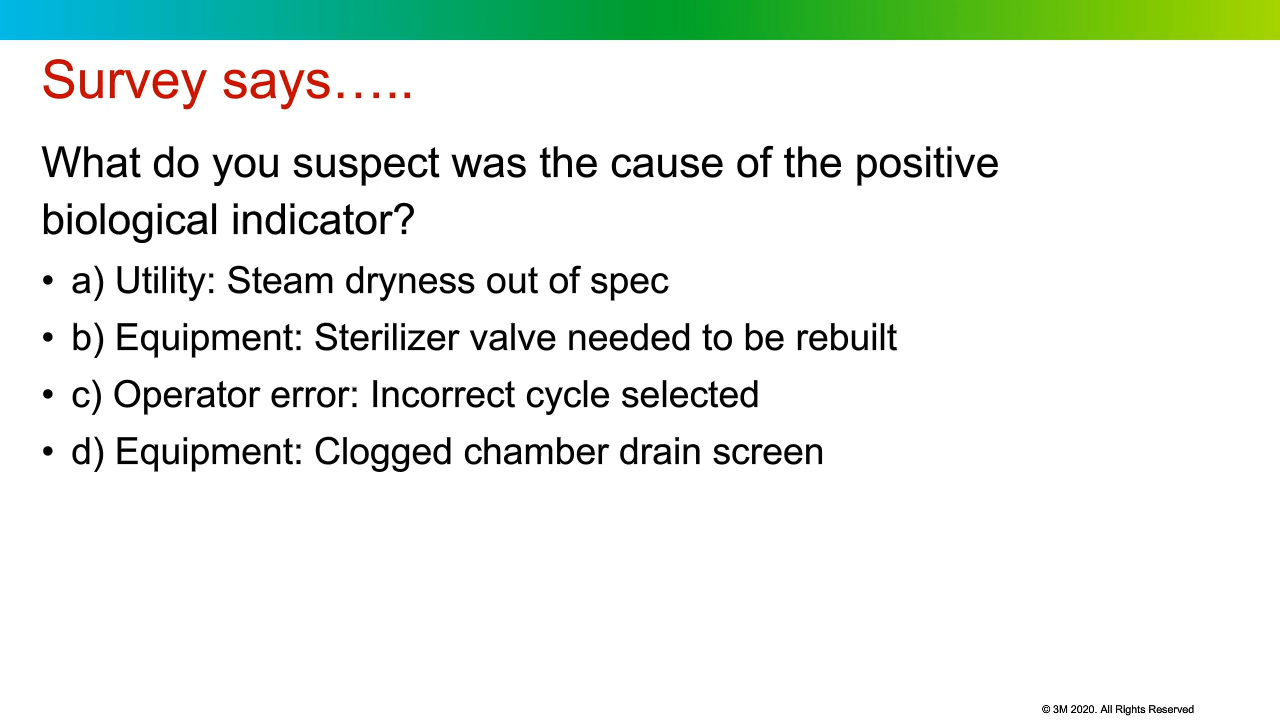 Survey says…..
What do you suspect was the cause of the positive
biological indicator?
• a) Utility: Steam dryness out of spec
• b) Equipment: Sterilizer valve needed to be rebuilt
• c) Operator error: Incorrect cycle selected
• d) Equipment: Clogged chamber drain screen
© 3M 2020. All Rights Reserved